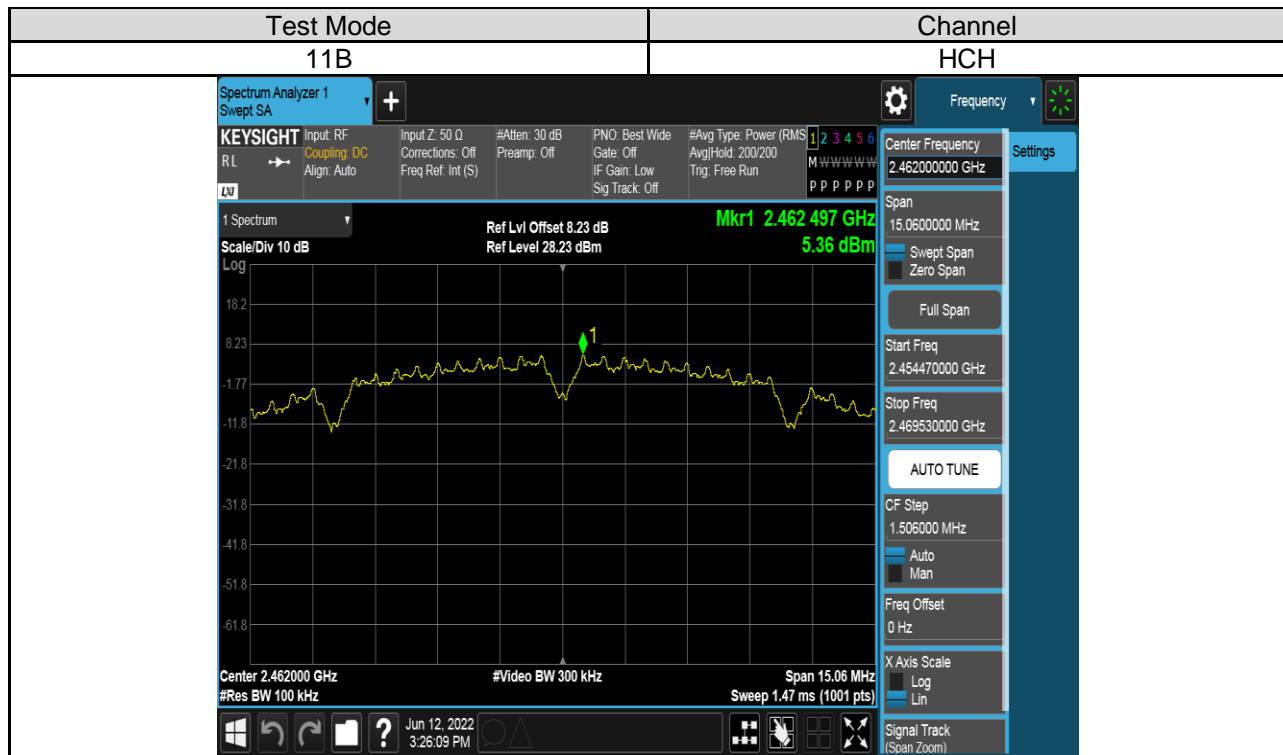 Test Mode Channel
11B HCH
Spectrum Analyzer 1
Swept SA
+
Frequency
KEYSIGHT Input: RF Input Z: 50 Ω #Atten: 30 dB PNO: Best Wide #Avg Type: Power (RMS 1 2 3 4 5 6
RL Coupling: DC Corrections: Off Preamp: Off Gate: Off Avg|Hold: 200/200 M W W W W W
Align: Auto Freq Ref: Int (S) IF Gain: Low Trig: Free Run
LXI Sig Track: Off P P P P P P
1 Spectrum
Ref Lvl Offset 8.23 dB Mkr1 2.462 497 GHz
Scale/Div 10 dB Ref Level 28.23 dBm 5.36 dBm
Log
18.2
8.23
1
-1.77
-11.8
-21.8
-31.8
-41.8
-51.8
-61.8
Center 2.462000 GHz #Video BW 300 kHz Span 15.06 MHz
#Res BW 100 kHz Sweep 1.47 ms (1001 pts)
? Jun 12, 2022
3:26:09 PM
Center Frequency
2.462000000 GHz
Settings
Span
15.0600000 MHz
Swept Span
Zero Span
Full Span
Start Freq
2.454470000 GHz
Stop Freq
2.469530000 GHz
AUTO TUNE
CF Step
1.506000 MHz
Auto
Man
Freq Offset
0 Hz
X Axis Scale
Log
Lin
Signal Track
(Span Zoom)